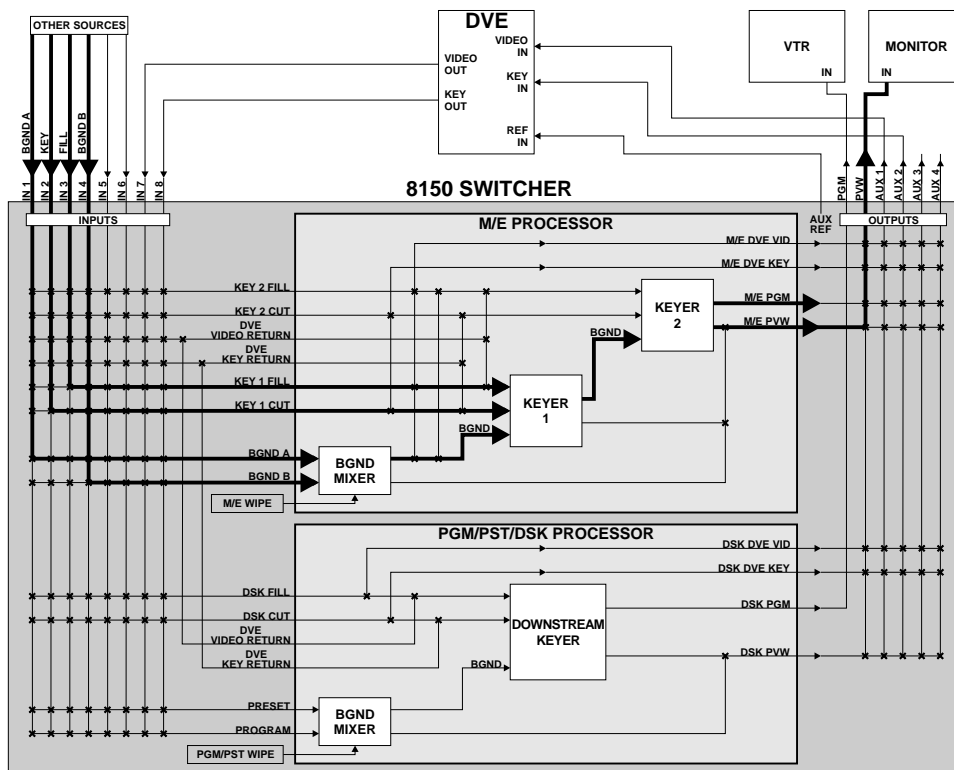 OTHER SOURCES
DVE
VIDEO
IN
VIDEO
OUT
KEY
IN
KEY
OUT
REF
IN
VTR
IN
MONITOR
IN
BGND A
KEY
FILL
BGND B
IN 1
IN 2
IN 3
IN 4
IN 5
IN 6
IN 7
IN 8
PGM
PVW
AUX 1
AUX 2
AUX 3
AUX 4
8150 SWITCHER
INPUTS
AUX
REF
OUTPUTS
M/E PROCESSOR
M/E DVE VID
M/E DVE KEY
KEY 2 FILL
KEY 2 CUT
DVE
VIDEO RETURN
DVE
KEY RETURN
KEYER
2
M/E PGM
M/E PVW
BGND
KEY 1 FILL
KEY 1 CUT
KEYER
1
BGND
BGND A
BGND B
BGND
MIXER
M/E WIPE
PGM/PST/DSK PROCESSOR
DSK DVE VID
DSK DVE KEY
DSK FILL
DSK CUT
DVE
VIDEO RETURN
DVE
KEY RETURN
DOWNSTREAM
KEYER
DSK PGM
DSK PVW
BGND
PRESET
PROGRAM
BGND
MIXER
PGM/PST WIPE